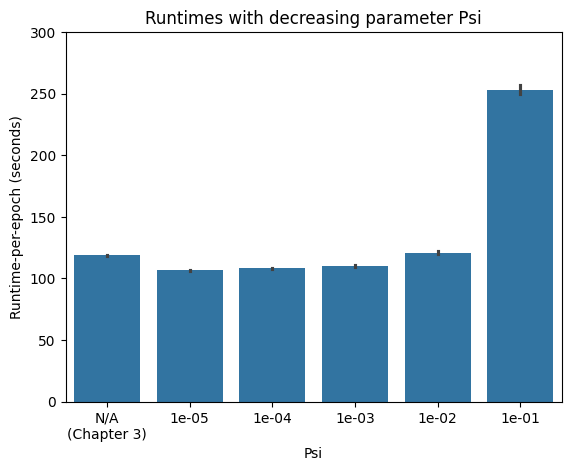 Runtimes with decreasing parameter Psi
Runtime-per-epoch (seconds)
300
250
200
150
100
50
0
N/A
(Chapter 3)
1e-05
1e-04
1e-03
1e-02
1e-01
Psi